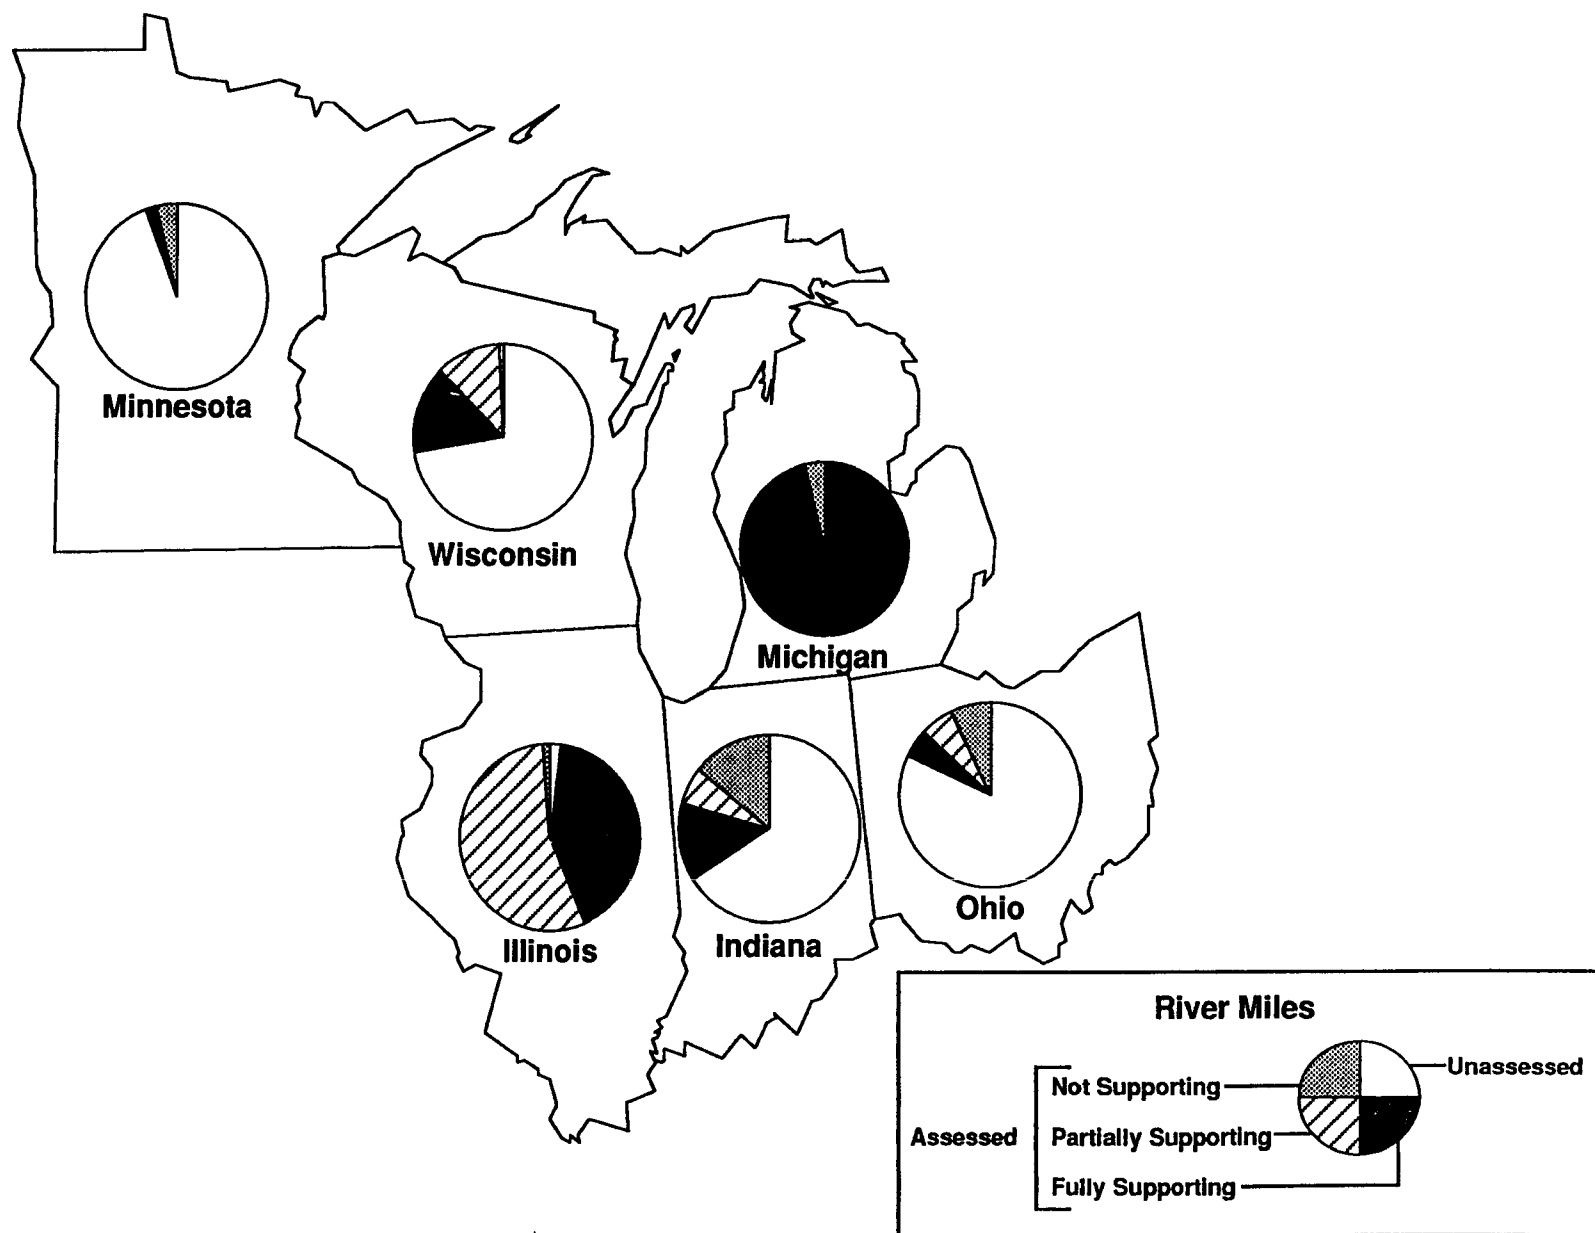 Minnesota
Wisconsin
Michigan
Illinois
Indiana
Ohio
River Miles
Unassessed
Not Supporting
Assessed
Partially Supporting
Fully Supporting